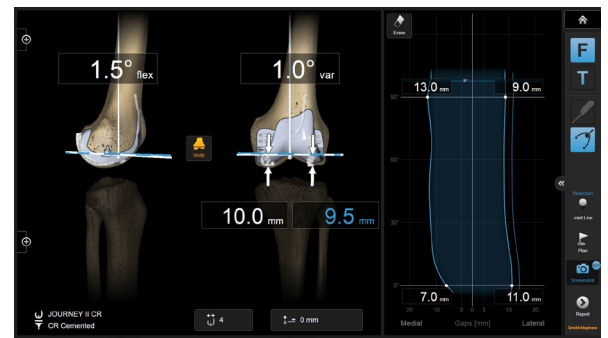 Erase
1.5° flex
1.0° var
F
T
13.0 mm
9.0 mm
90°
Verify
60°
10.0 mm
9.5 mm
Resection
Joint Line
30°
Plan
Screenshot
0°
7.0 mm
11.0 mm
20 10 3 0 5 10 20
Medial Gaps [mm] Lateral
JOURNEY II CR
CR Cemented
4
0 mm
Report
Smith&Nephew